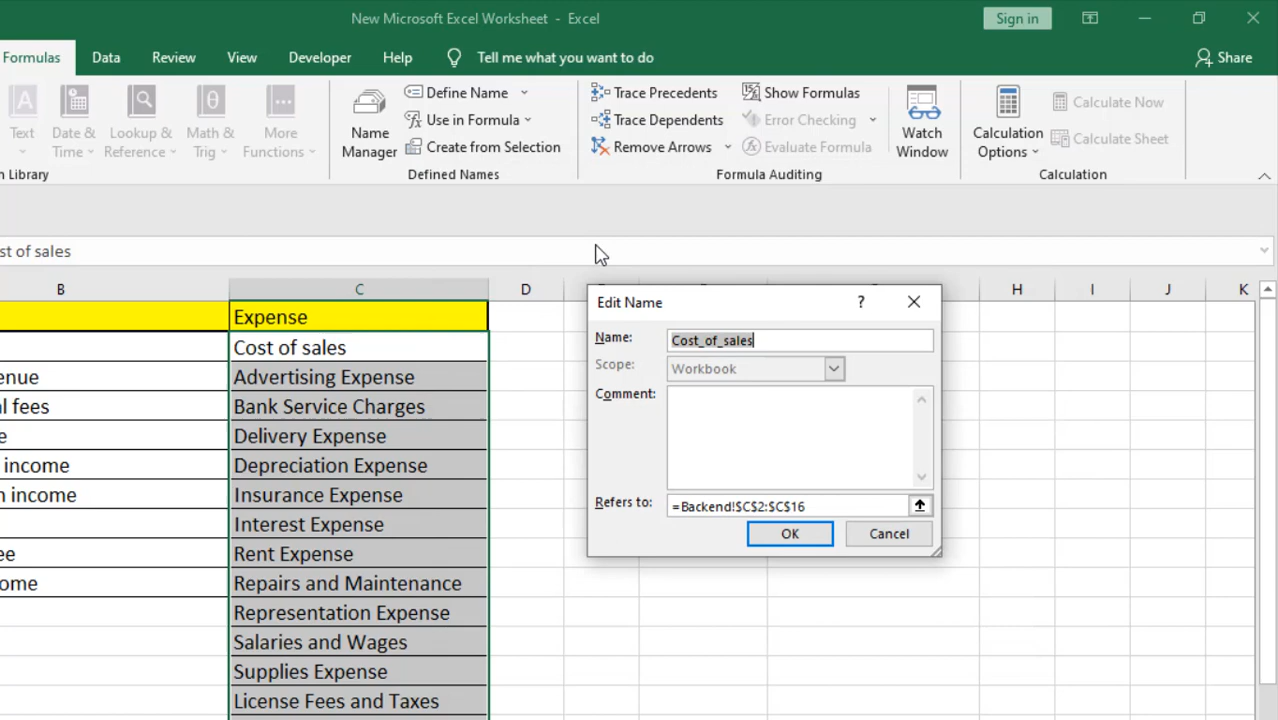 New Microsoft Excel Worksheet - Excel
Sign in
Formulas Data Review View Developer Help Tell me what you want to do Share
Text
Date & Time
Lookup & Reference
Math & Trig
More Functions
Library
Name Manager
Define Name
Use in Formula
Create from Selection
Defined Names
Trace Precedents
Trace Dependents
Remove Arrows
Show Formulas
Error Checking
Evaluate Formula
Formula Auditing
Watch Window
Calculation Options
Calculate Now
Calculate Sheet
Calculation
st of sales
B C D H I J K
Expense
Cost of sales
enue Advertising Expense
al fees Bank Service Charges
e Delivery Expense
income Depreciation Expense
n income Insurance Expense
Interest Expense
ee Rent Expense
ome Repairs and Maintenance
Representation Expense
Salaries and Wages
Supplies Expense
License Fees and Taxes
Edit Name ?
Name: Cost_of_sales
Scope: Workbook
Comment:
Refers to: =Backend!$C$2:$C$16
OK Cancel